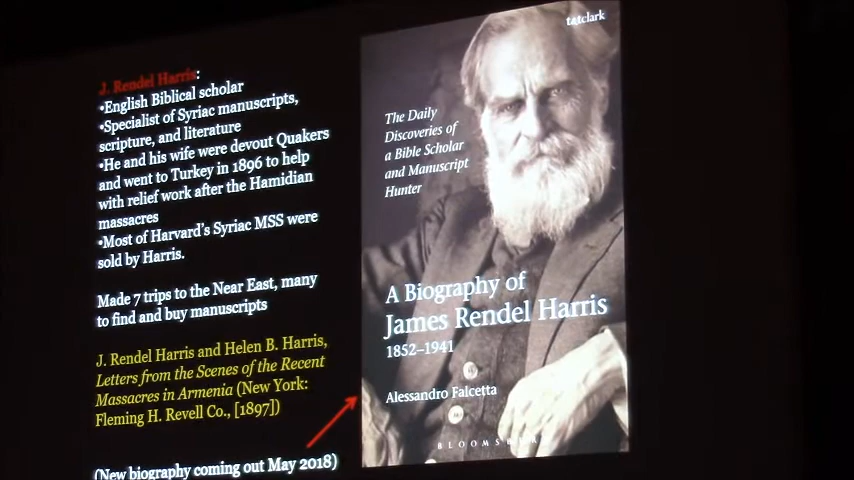 J. Rendel Harris:
•English Biblical scholar
•Specialist of Syriac manuscripts,
scripture, and literature
•He and his wife were devout Quakers
and went to Turkey in 1896 to help
with relief work after the Hamidian
massacres
•Most of Harvard's Syriac MSS were
sold by Harris.
Made 7 trips to the Near East, many
to find and buy manuscripts
J. Rendel Harris and Helen B. Harris,
Letters from the Scenes of the Recent
Massacres in Armenia (New York:
Fleming H. Revell Co., [1897])
(New biography coming out May 2018)
t&tclark
The Daily
Discoveries of
a Bible Scholar
and Manuscript
Hunter
A Biography of
James Rendel Harris
1852–1941
Alessandro Falcetta
BLOOMSBURY